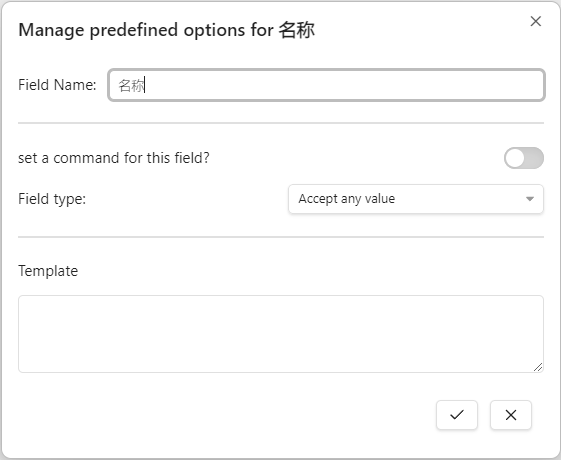 Manage predefined options for 名称
Field Name: 名称
set a command for this field?
Field type: Accept any value
Template